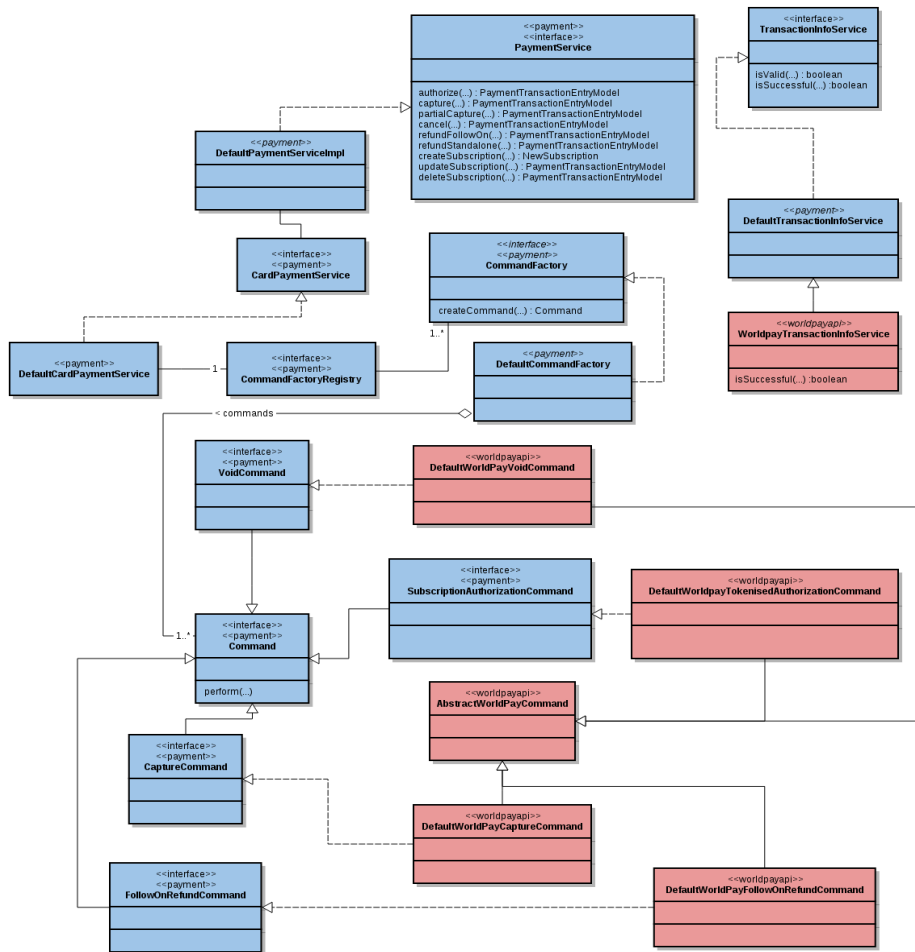 <<payment>>
<<interface>>
PaymentService
authorize(...) : PaymentTransactionEntryModel
capture(...) : PaymentTransactionEntryModel
partialCapture(...) : PaymentTransactionEntryModel
cancel(...) : PaymentTransactionEntryModel
refundFollowOn(...) : PaymentTransactionEntryModel
refundStandalone(...) : PaymentTransactionEntryModel
createSubscription(...) : NewSubscription
updateSubscription(...) : PaymentTransactionEntryModel
deleteSubscription(...) : PaymentTransactionEntryModel
<<interface>>
TransactionInfoService
isValid(...) : boolean
isSuccessful(...) :boolean
<<payment>>
DefaultPaymentServiceImpl
<<payment>>
DefaultTransactionInfoService
<<interface>>
<<payment>>
CardPaymentService
<<interface>>
<<payment>>
CommandFactory
createCommand(...) : Command
1..*
<<worldpayapi>>
WorldpayTransactionInfoService
isSuccessful(...) :boolean
<<payment>>
DefaultCardPaymentService
1
<<interface>>
<<payment>>
CommandFactoryRegistry
<<payment>>
DefaultCommandFactory
< commands
<<interface>>
<<payment>>
VoidCommand
<<worldpayapi>>
DefaultWorldPayVoidCommand
<<interface>>
<<payment>>
SubscriptionAuthorizationCommand
<<worldpayapi>>
DefaultWorldpayTokenisedAuthorizationCommand
1..*
<<interface>>
<<payment>>
Command
perform(...)
<<worldpayapi>>
AbstractWorldPayCommand
<<interface>>
<<payment>>
CaptureCommand
<<worldpayapi>>
DefaultWorldPayCaptureCommand
<<interface>>
<<payment>>
FollowOnRefundCommand
<<worldpayapi>>
DefaultWorldPayFollowOnRefundCommand